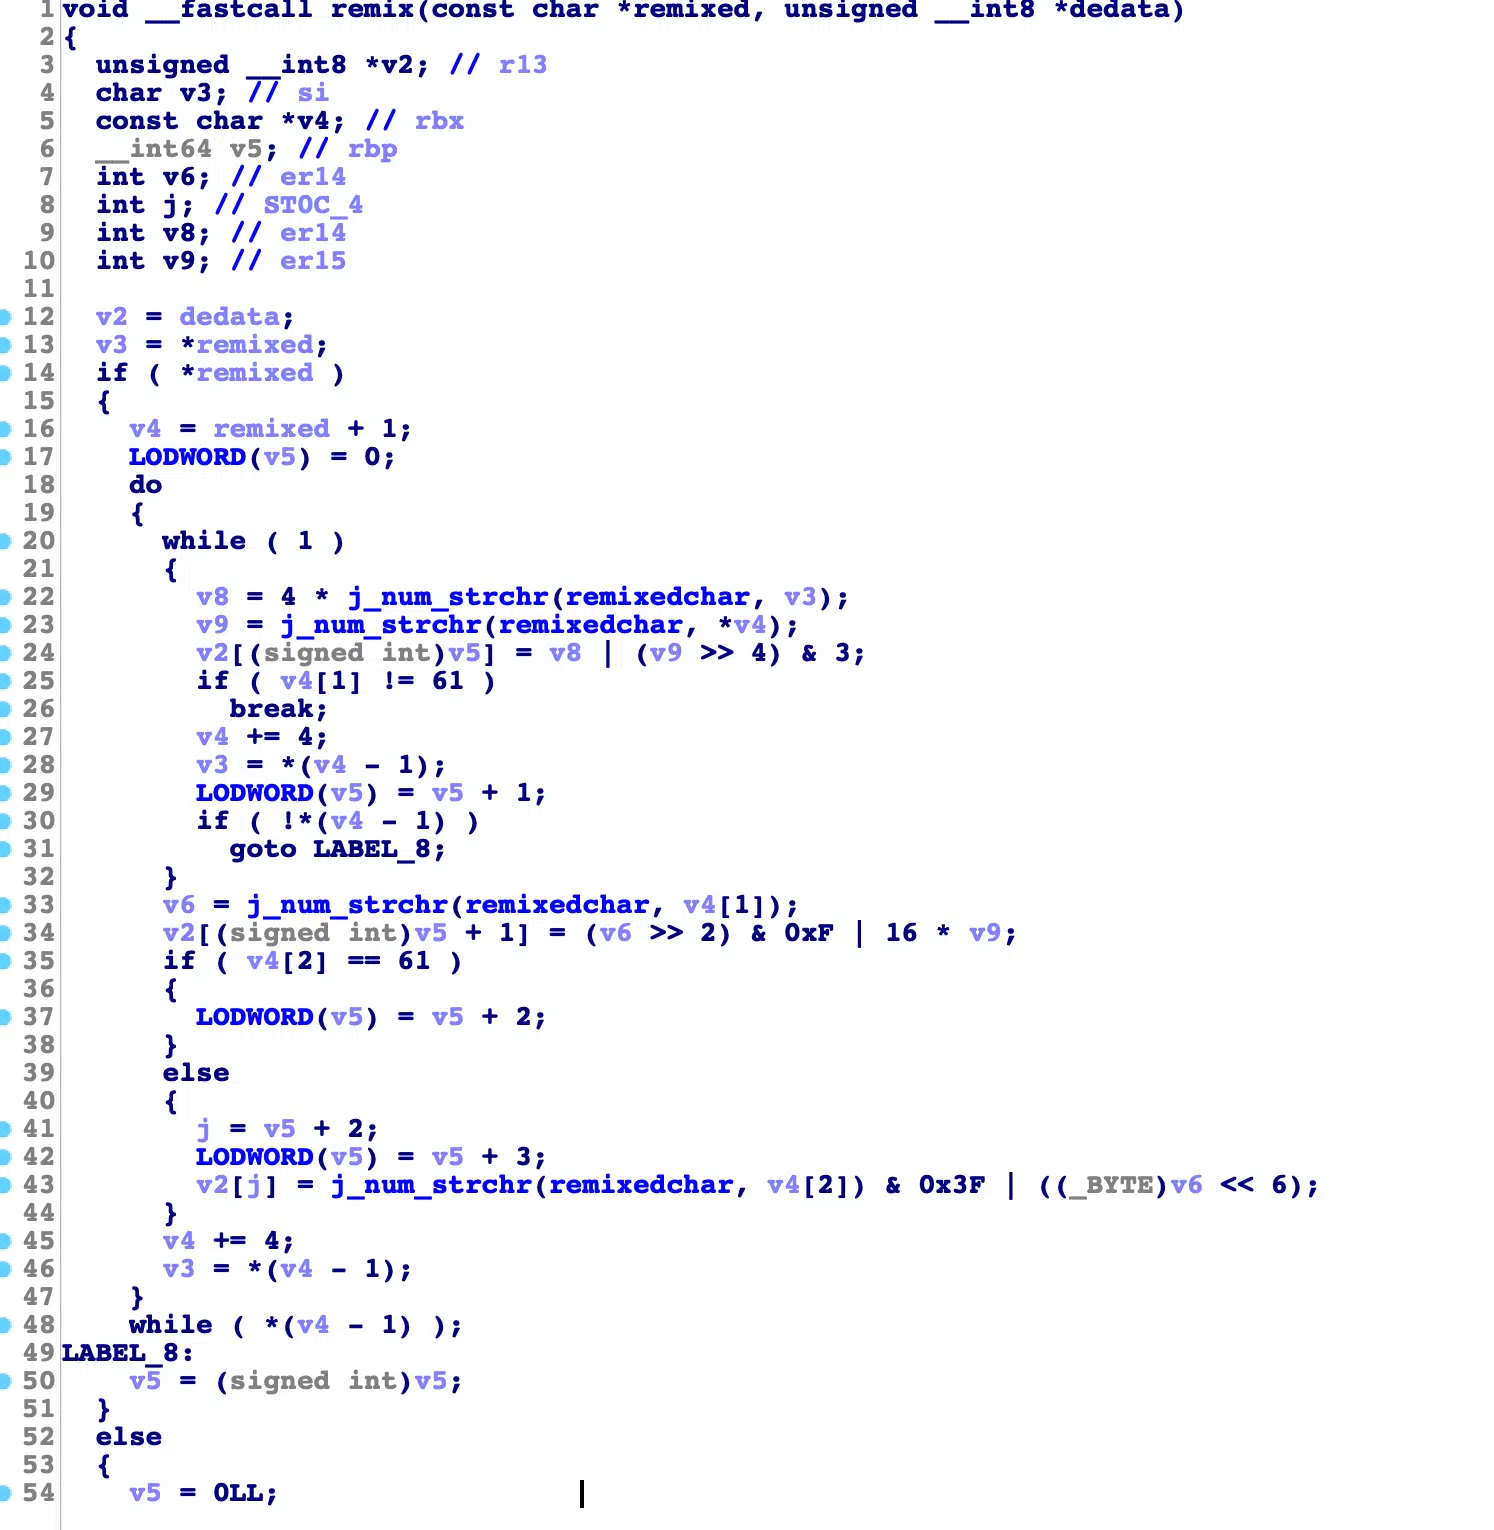 1 void __fastcall remix(const char *remixed, unsigned __int8 *dedata)
2 {
3 unsigned __int8 *v2; // r13
4 char v3; // si
5 const char *v4; // rbx
6 __int64 v5; // rbp
7 int v6; // er14
8 int j; // ST0C_4
9 int v8; // er14
10 int v9; // er15
11
12 v2 = dedata;
13 v3 = *remixed;
14 if ( *remixed )
15 {
16 v4 = remixed + 1;
17 LODWORD(v5) = 0;
18 do
19 {
20 while ( 1 )
21 {
22 v8 = 4 * j_num_strchr(remixedchar, v3);
23 v9 = j_num_strchr(remixedchar, *v4);
24 v2[(signed int)v5] = v8 | (v9 >> 4) & 3;
25 if ( v4[1] != 61 )
26 break;
27 v4 += 4;
28 v3 = *(v4 - 1);
29 LODWORD(v5) = v5 + 1;
30 if ( !*(v4 - 1) )
31 goto LABEL_8;
32 }
33 v6 = j_num_strchr(remixedchar, v4[1]);
34 v2[(signed int)v5 + 1] = (v6 >> 2) & 0xF | 16 * v9;
35 if ( v4[2] == 61 )
36 {
37 LODWORD(v5) = v5 + 2;
38 }
39 else
40 {
41 j = v5 + 2;
42 LODWORD(v5) = v5 + 3;
43 v2[j] = j_num_strchr(remixedchar, v4[2]) & 0x3F | ((_BYTE)v6 << 6);
44 }
45 v4 += 4;
46 v3 = *(v4 - 1);
47 }
48 while ( *(v4 - 1) );
49 LABEL_8:
50 v5 = (signed int)v5;
51 }
52 else
53 {
54 v5 = 0LL;